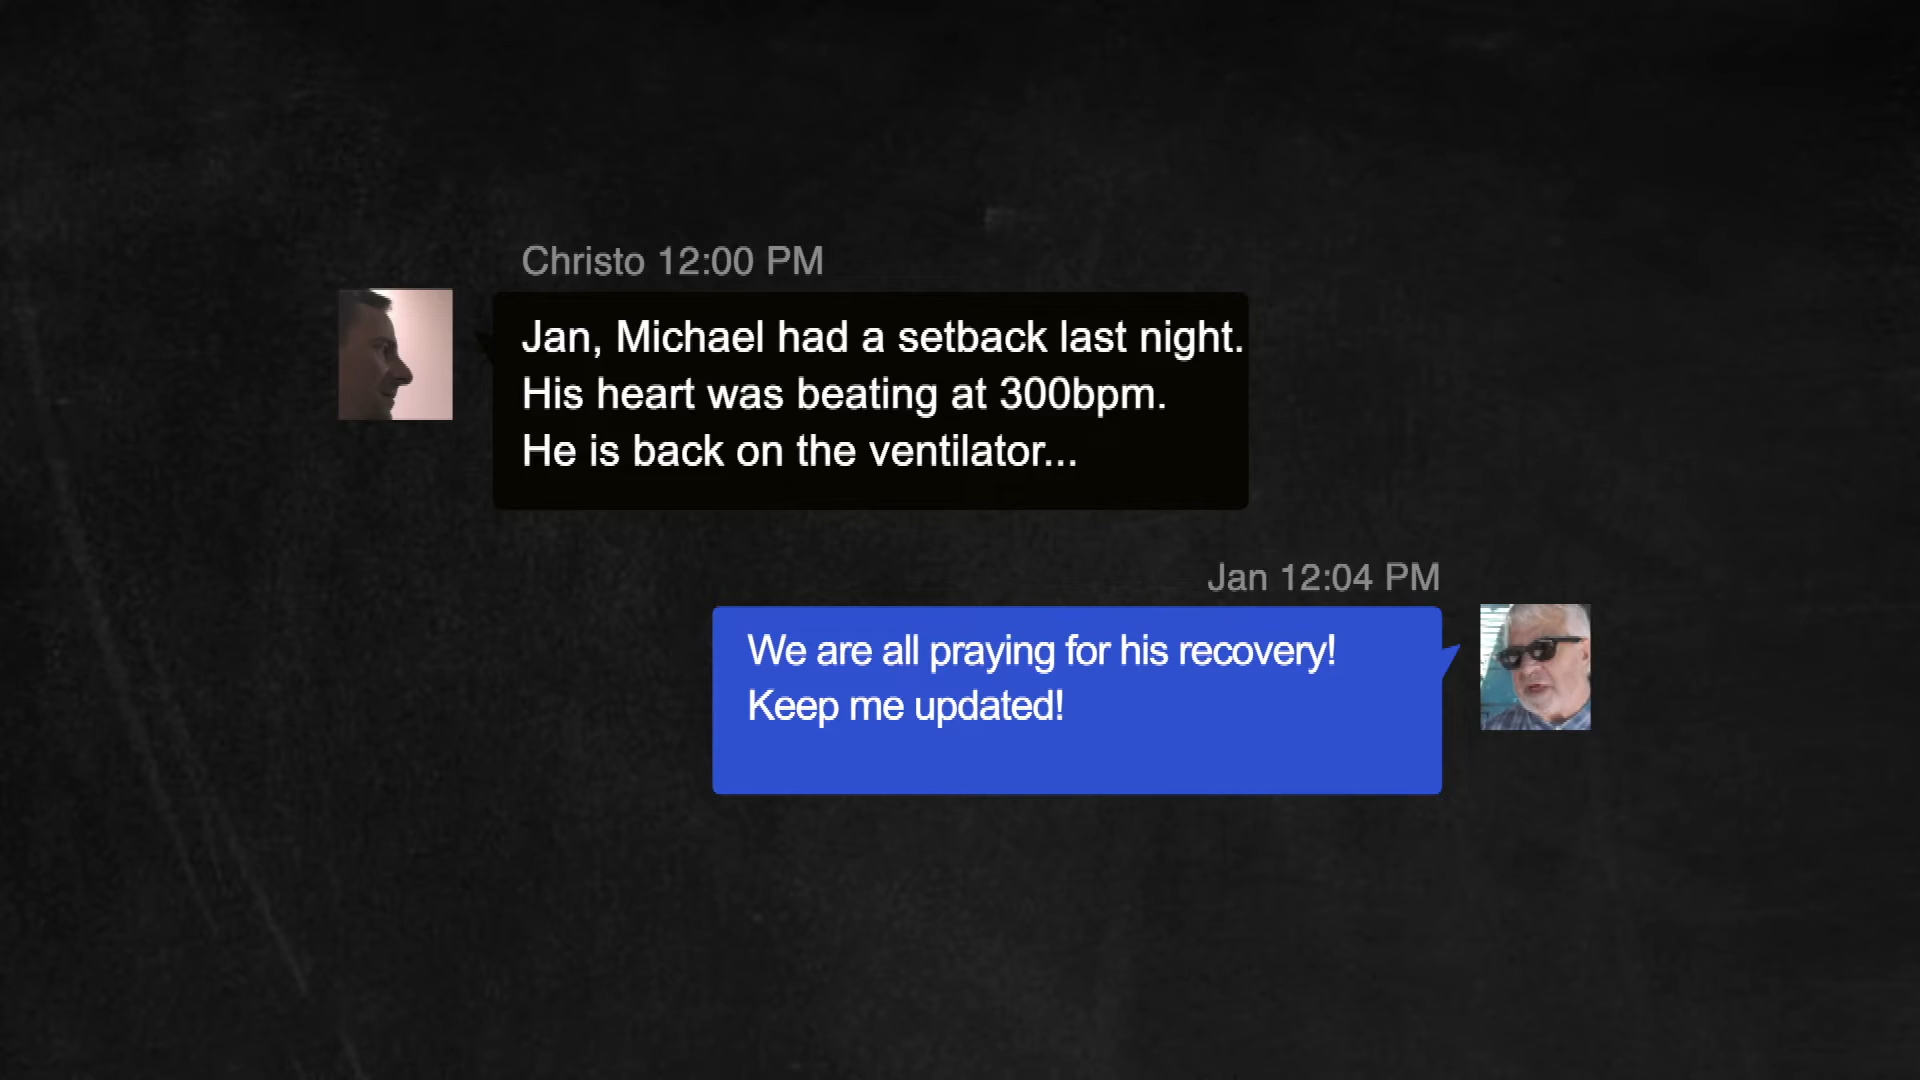 Christo 12:00 PM
Jan, Michael had a setback last night.
His heart was beating at 300bpm.
He is back on the ventilator...
Jan 12:04 PM
We are all praying for his recovery!
Keep me updated!